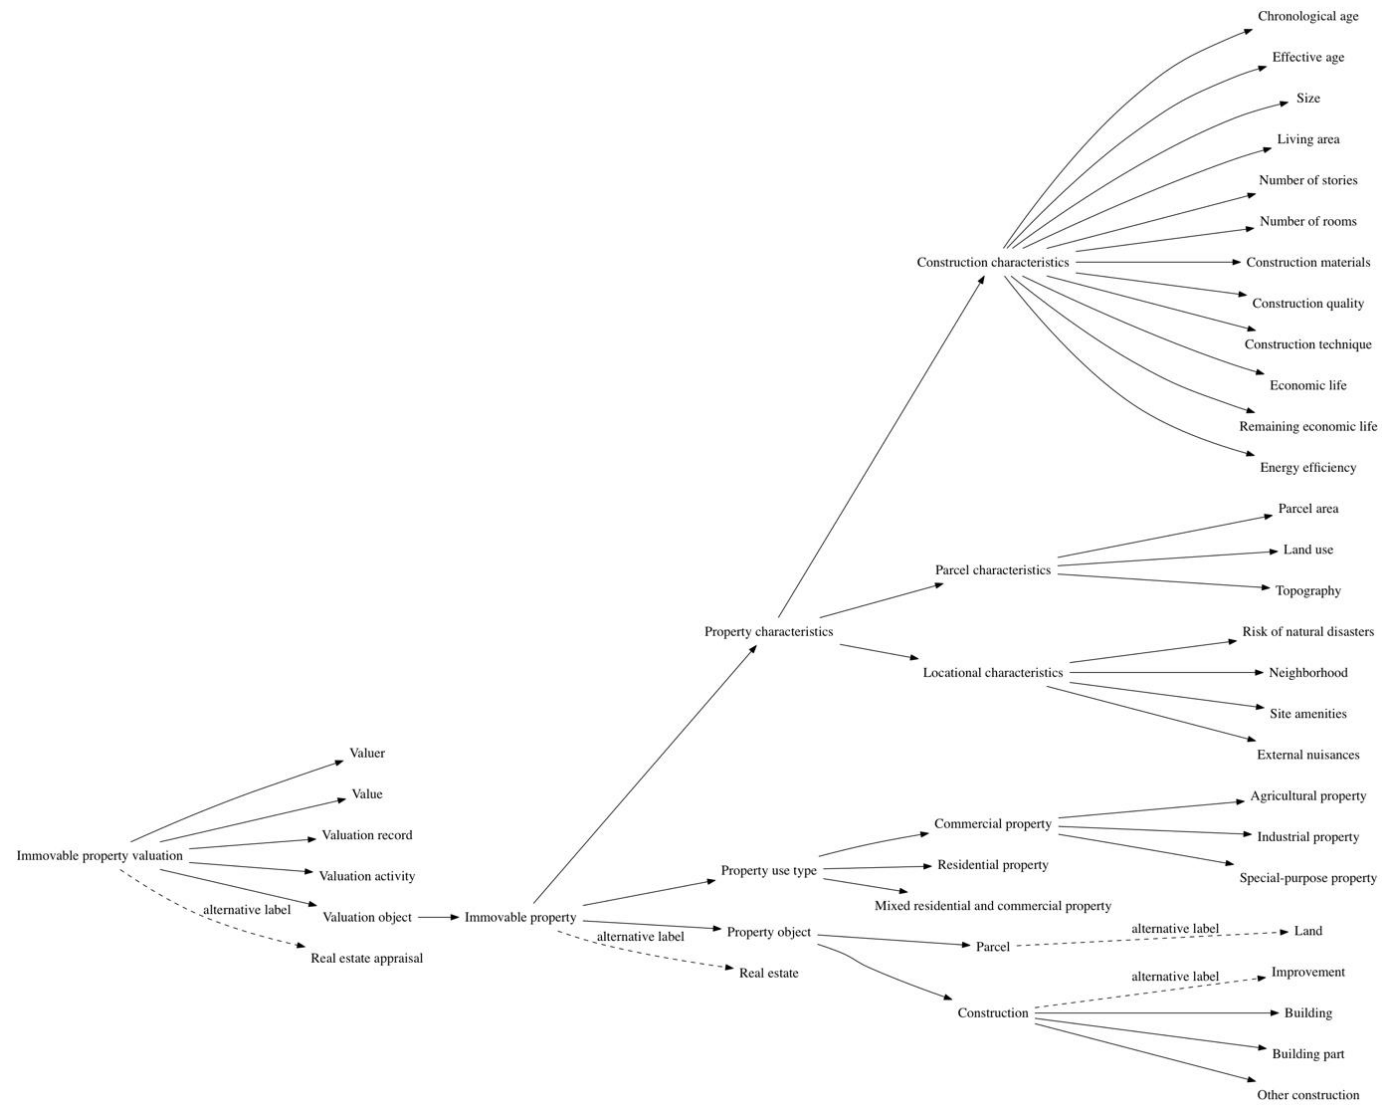 Chronological age
Effective age
Size
Living area
Number of stories
Number of rooms
Construction characteristics
Construction materials
Construction quality
Construction technique
Economic life
Remaining economic life
Energy efficiency
Parcel area
Land use
Parcel characteristics
Topography
Property characteristics
Risk of natural disasters
Locational characteristics
Neighborhood
Site amenities
External nuisances
Valuer
Value
Valuation record
Immovable property valuation
Valuation activity
alternative label
Valuation object
Real estate appraisal
Immovable property
alternative label
Agricultural property
Commercial property
Industrial property
Property use type
Residential property
Special-purpose property
Mixed residential and commercial property
Property object
Parcel
alternative label
Land
Real estate
alternative label
Improvement
Construction
Building
Building part
Other construction